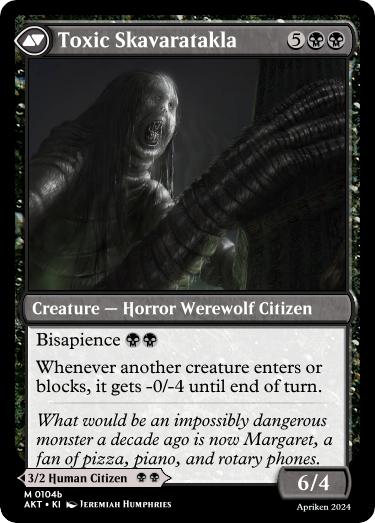 Toxic Skavaratakla 5
Creature — Horror Werewolf Citizen
Bisapience
Whenever another creature enters or
blocks, it gets -0/-4 until end of turn.
What would be an impossibly dangerous
monster a decade ago is now Margaret, a
fan of pizza, piano, and rotary phones.
3/2 Human Citizen
6/4
M 0104b
AKT • KI Jeremiah Humphries
Apriken 2024